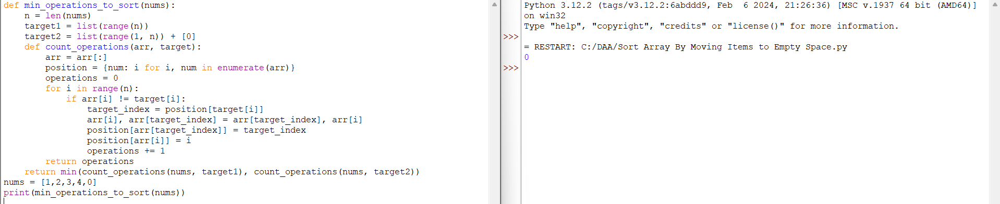 def min_operations_to_sort(nums):
    n = len(nums)
    target1 = list(range(n))
    target2 = list(range(1, n)) + [0]
    def count_operations(arr, target):
        arr = arr[:]
        position = {num: i for i, num in enumerate(arr)}
        operations = 0
        for i in range(n):
            if arr[i] != target[i]:
                target_index = position[target[i]]
                arr[i], arr[target_index] = arr[target_index], arr[i]
                position[arr[target_index]] = target_index
                position[arr[i]] = i
                operations += 1
        return operations
    return min(count_operations(nums, target1), count_operations(nums, target2))
nums = [1,2,3,4,0]
print(min_operations_to_sort(nums))
Python 3.12.2 (tags/v3.12.2:6abddd9, Feb  6 2024, 21:26:36) [MSC v.1937 64 bit (AMD64)]
on win32
Type "help", "copyright", "credits" or "license()" for more information.
>>>
= RESTART: C:/DAA/Sort Array By Moving Items to Empty Space.py
0
>>>